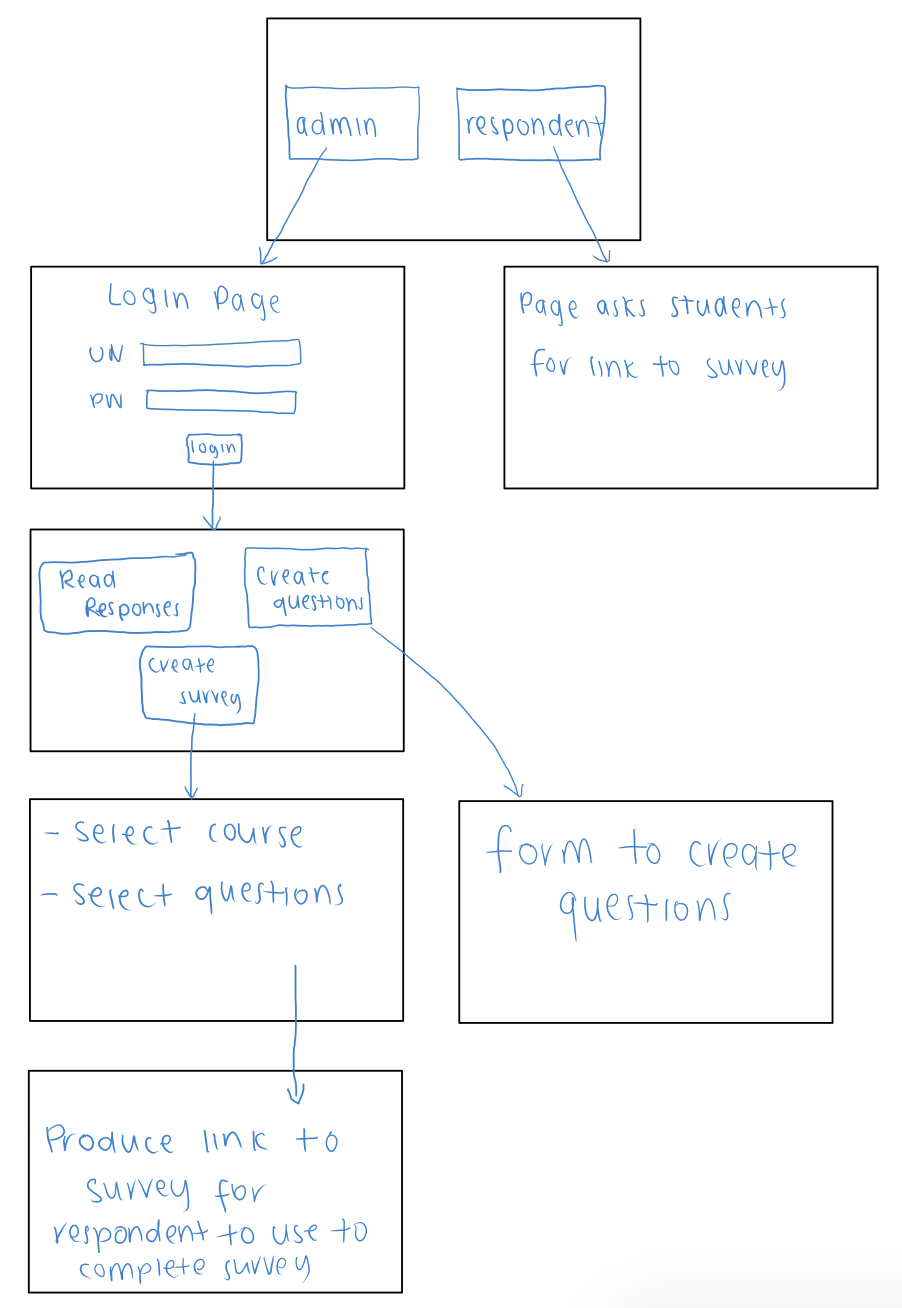 admin
respondent
Login Page
UN
PW
login
Page asks students
for link to survey
Read
Responses
Create
questions
create
survey
- select course
- select questions
form to create
questions
Produce link to
survey for
respondent to use to
complete survey